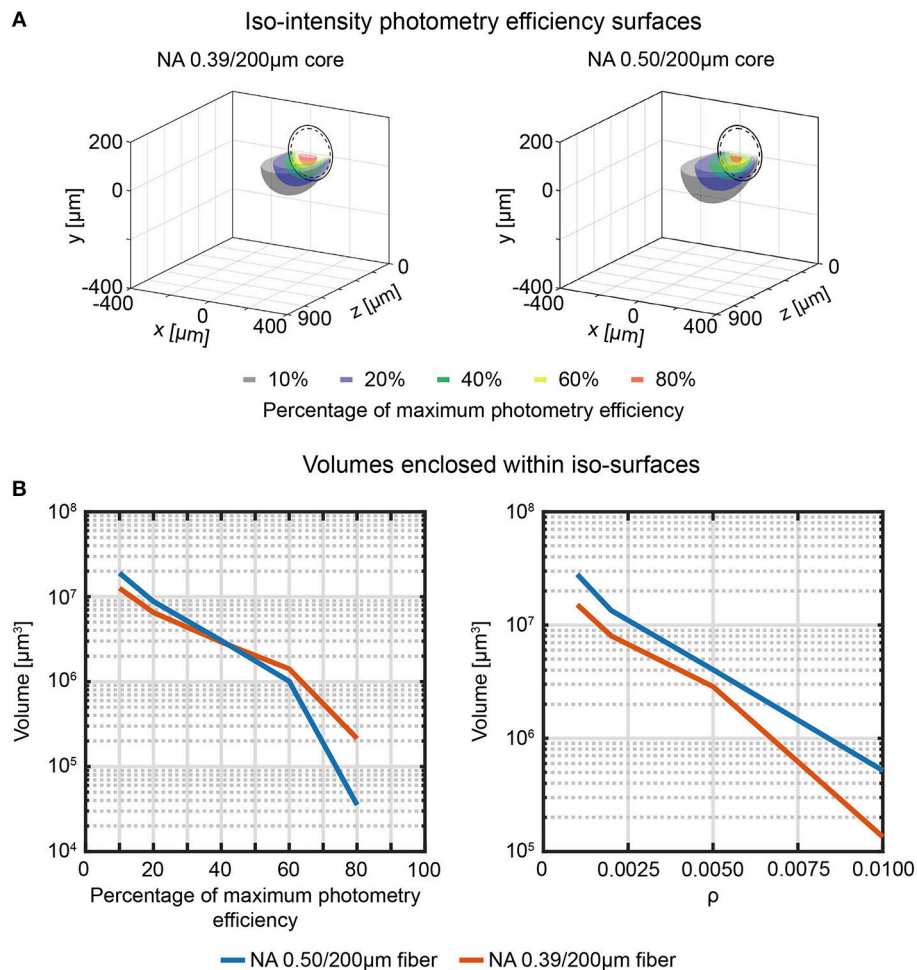 A
Iso-intensity photometry efficiency surfaces
NA 0.39/200µm core
NA 0.50/200µm core
200
0
-400
y [µm]
-400
0
400
x [µm]
900
0
z [µm]
200
0
-400
y [µm]
-400
0
400
x [µm]
900
0
z [µm]
10% 20% 40% 60% 80%
Percentage of maximum photometry efficiency
Volumes enclosed within iso-surfaces
B
10⁸
10⁷
10⁶
10⁵
10⁴
Volume [µm³]
0 20 40 60 80 100
Percentage of maximum photometry
efficiency
10⁸
10⁷
10⁶
10⁵
Volume [µm³]
0 0.0025 0.0050 0.0075 0.0100
ρ
NA 0.50/200µm fiber NA 0.39/200µm fiber